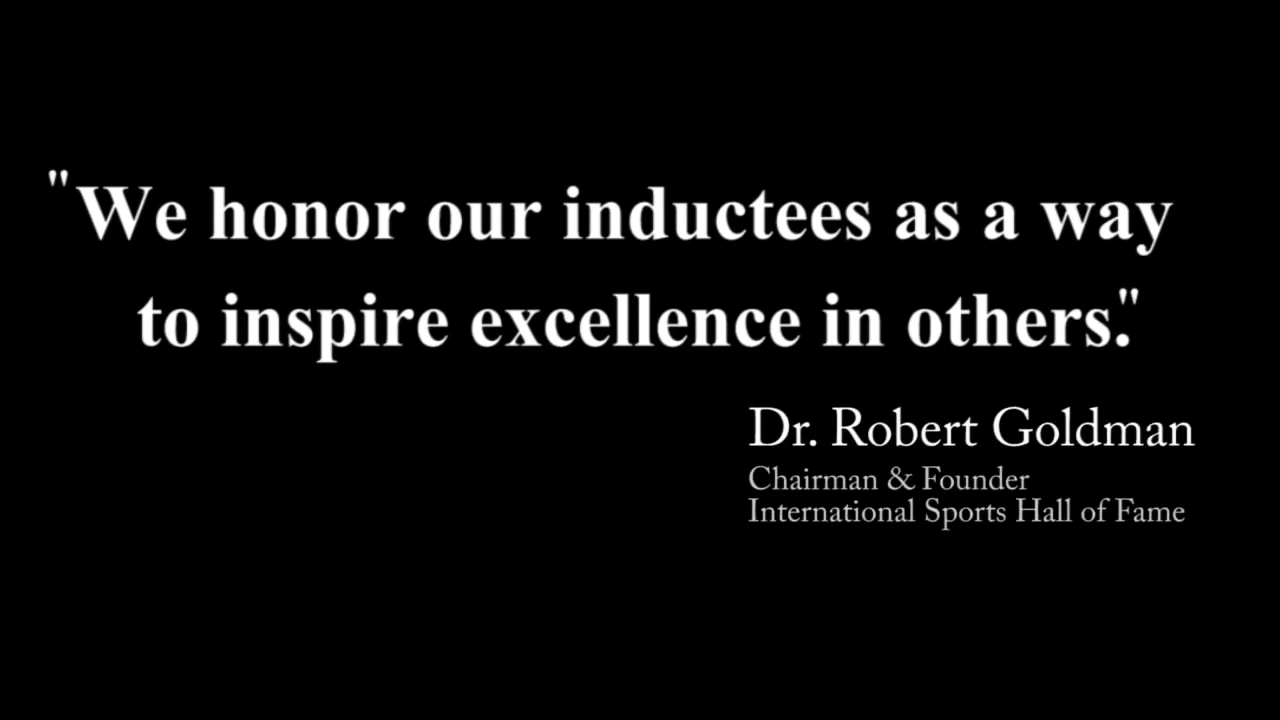 "We honor our inductees as a way
to inspire excellence in others."
Dr. Robert Goldman
Chairman & Founder
International Sports Hall of Fame